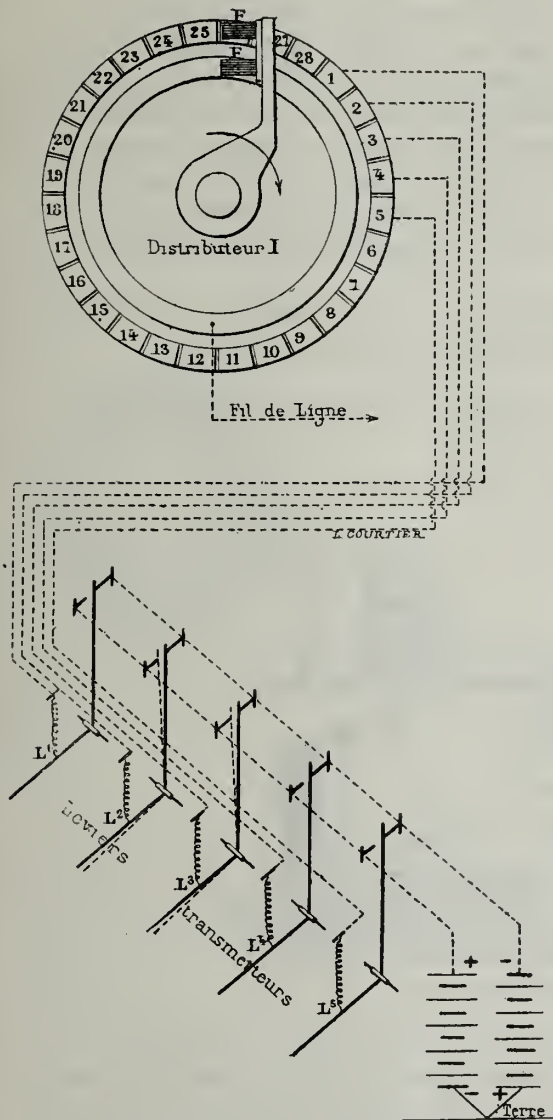 F
F
25
24
23
22
21
20
19
18
17
16
15
14
13
12
11
10
9
8
7
6
5
4
3
2
1
28
27
Distributeur I
Fil de Ligne
L. COURTIER
L¹
L²
L³
L⁴
L⁵
Leviers
transmetteurs
+ -
- +
Terre